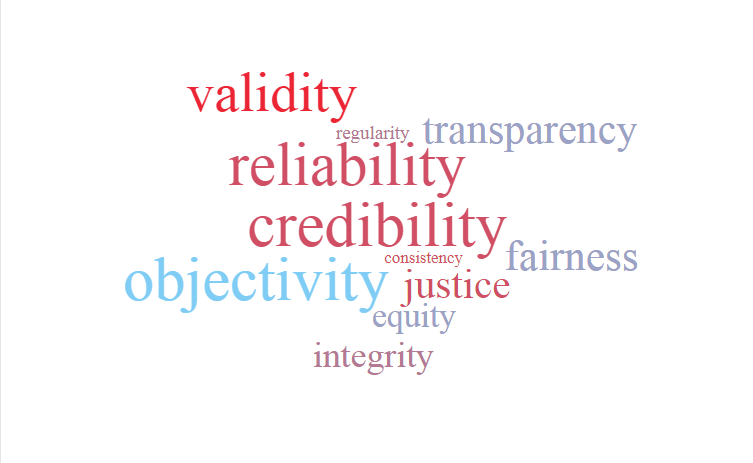 validity
regularity
transparency
reliability
credibility
consistency
fairness
objectivity
justice
equity
integrity